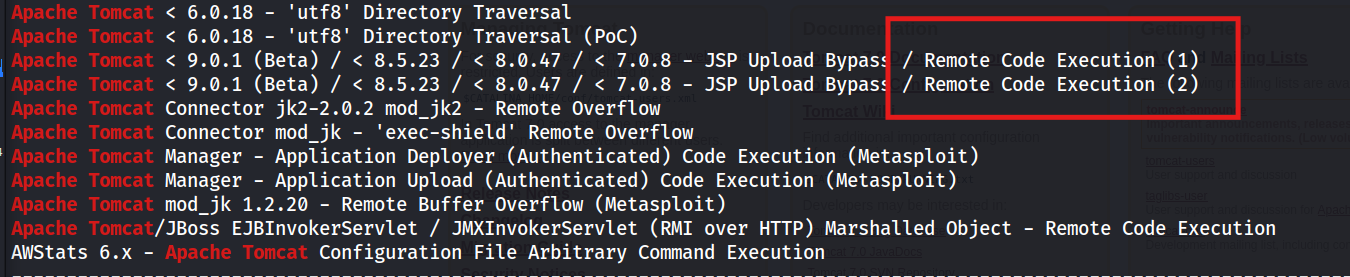 Apache Tomcat < 6.0.18 - 'utf8' Directory Traversal
Apache Tomcat < 6.0.18 - 'utf8' Directory Traversal (PoC)
Apache Tomcat < 9.0.1 (Beta) / < 8.5.23 / < 8.0.47 / < 7.0.8 - JSP Upload Bypass / Remote Code Execution (1)
Apache Tomcat < 9.0.1 (Beta) / < 8.5.23 / < 8.0.47 / < 7.0.8 - JSP Upload Bypass / Remote Code Execution (2)
Apache Tomcat Connector jk2-2.0.2 mod_jk2 - Remote Overflow
Apache Tomcat Connector mod_jk - 'exec-shield' Remote Overflow
Apache Tomcat Manager - Application Deployer (Authenticated) Code Execution (Metasploit)
Apache Tomcat Manager - Application Upload (Authenticated) Code Execution (Metasploit)
Apache Tomcat mod_jk 1.2.20 - Remote Buffer Overflow (Metasploit)
Apache Tomcat/JBoss EJBInvokerServlet / JMXInvokerServlet (RMI over HTTP) Marshalled Object - Remote Code Execution
AWStats 6.x - Apache Tomcat Configuration File Arbitrary Command Execution